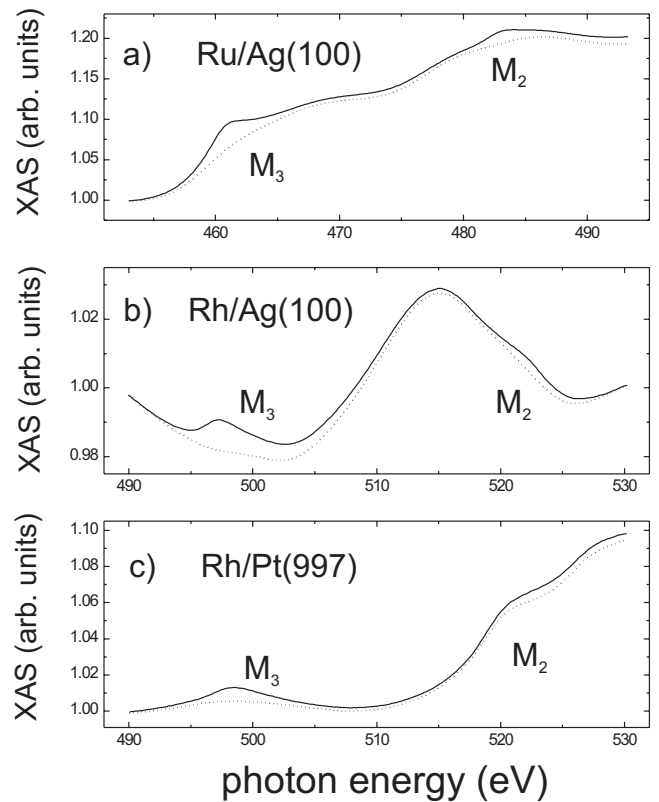 a) Ru/Ag(100)
XAS (arb. units)
1.20
1.15
1.10
1.05
1.00
M3
M2
460 470 480 490
b) Rh/Ag(100)
XAS (arb. units)
1.02
1.00
0.98
M3
M2
490 500 510 520 530
c) Rh/Pt(997)
XAS (arb. units)
1.10
1.08
1.06
1.04
1.02
1.00
M3
M2
490 500 510 520 530
photon energy (eV)